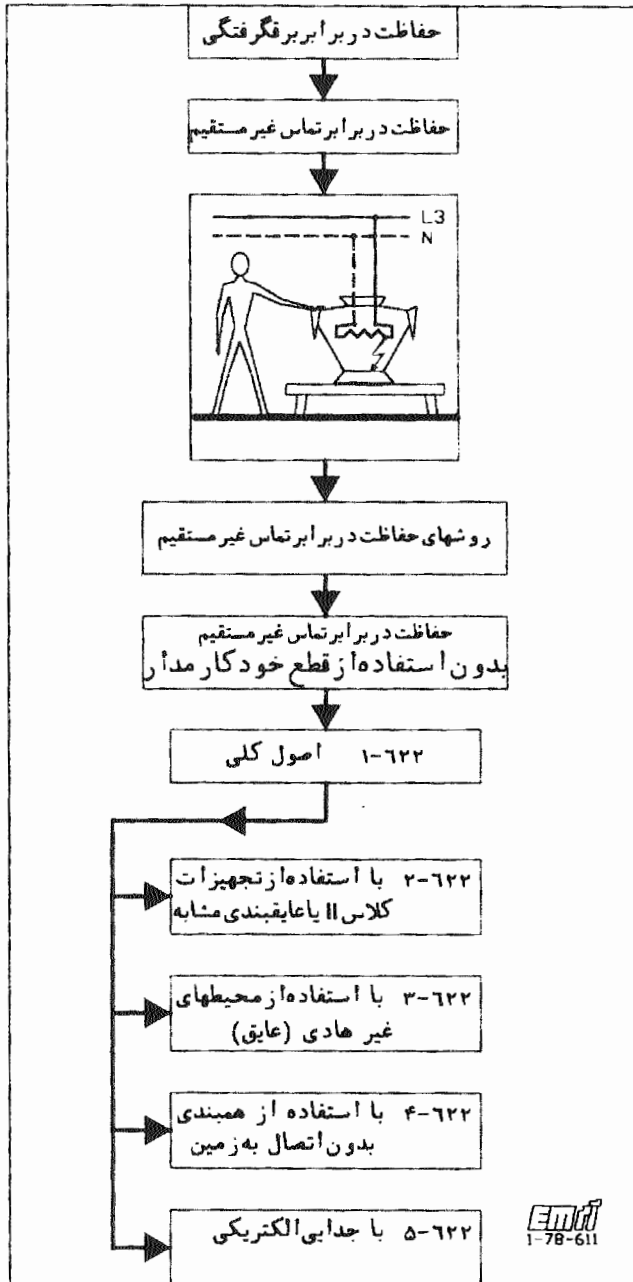 حفاظت در برابر برقگرفتگی
حفاظت در برابر تماس غیر مستقیم
L3
N
روشهای حفاظت در برابر تماس غیر مستقیم
حفاظت در برابر تماس غیر مستقیم
بدون استفاده از قطع خودکار مدار
۱-۶۲۲ اصول کلی
۲-۶۲۲ با استفاده از تجهیزات
کلاس II یا عایقبندی مشابه
۳-۶۲۲ با استفاده از محیطهای
غیر هادی (عایق)
۴-۶۲۲ با استفاده از همبندی
بدون اتصال به زمین
۵-۶۲۲ با جدایی الکتریکی
1-78-611